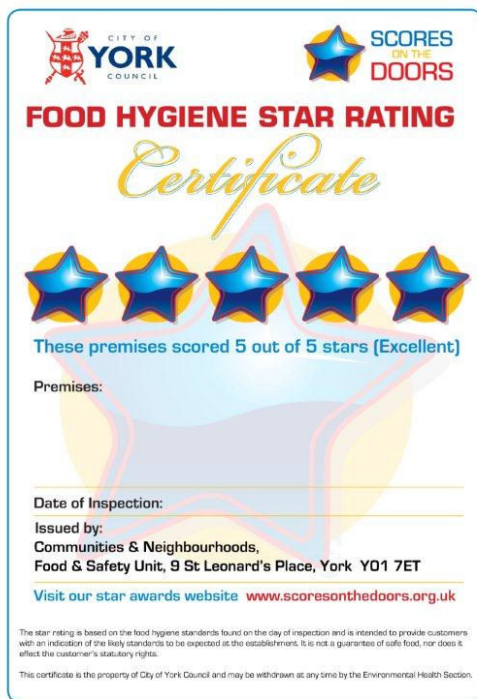 CITY OF
YORK
COUNCIL
SCORES
ON THE
DOORS
FOOD HYGIENE STAR RATING
Certificate
These premises scored 5 out of 5 stars (Excellent)
Premises:
Date of Inspection:
Issued by:
Communities & Neighbourhoods,
Food & Safety Unit, 9 St Leonard's Place, York YO1 7ET
Visit our star awards website www.scoresonthedoors.org.uk
The star rating is based on the food hygiene standards found on the day of inspection and is intended to provide customers
with an indication of the likely standards to be expected at the establishment. It is not a guarantee of safe food, nor does it
effect the customer's statutory rights.
This certificate is the property of City of York Council and may be withdrawn at any time by the Environmental Health Section.